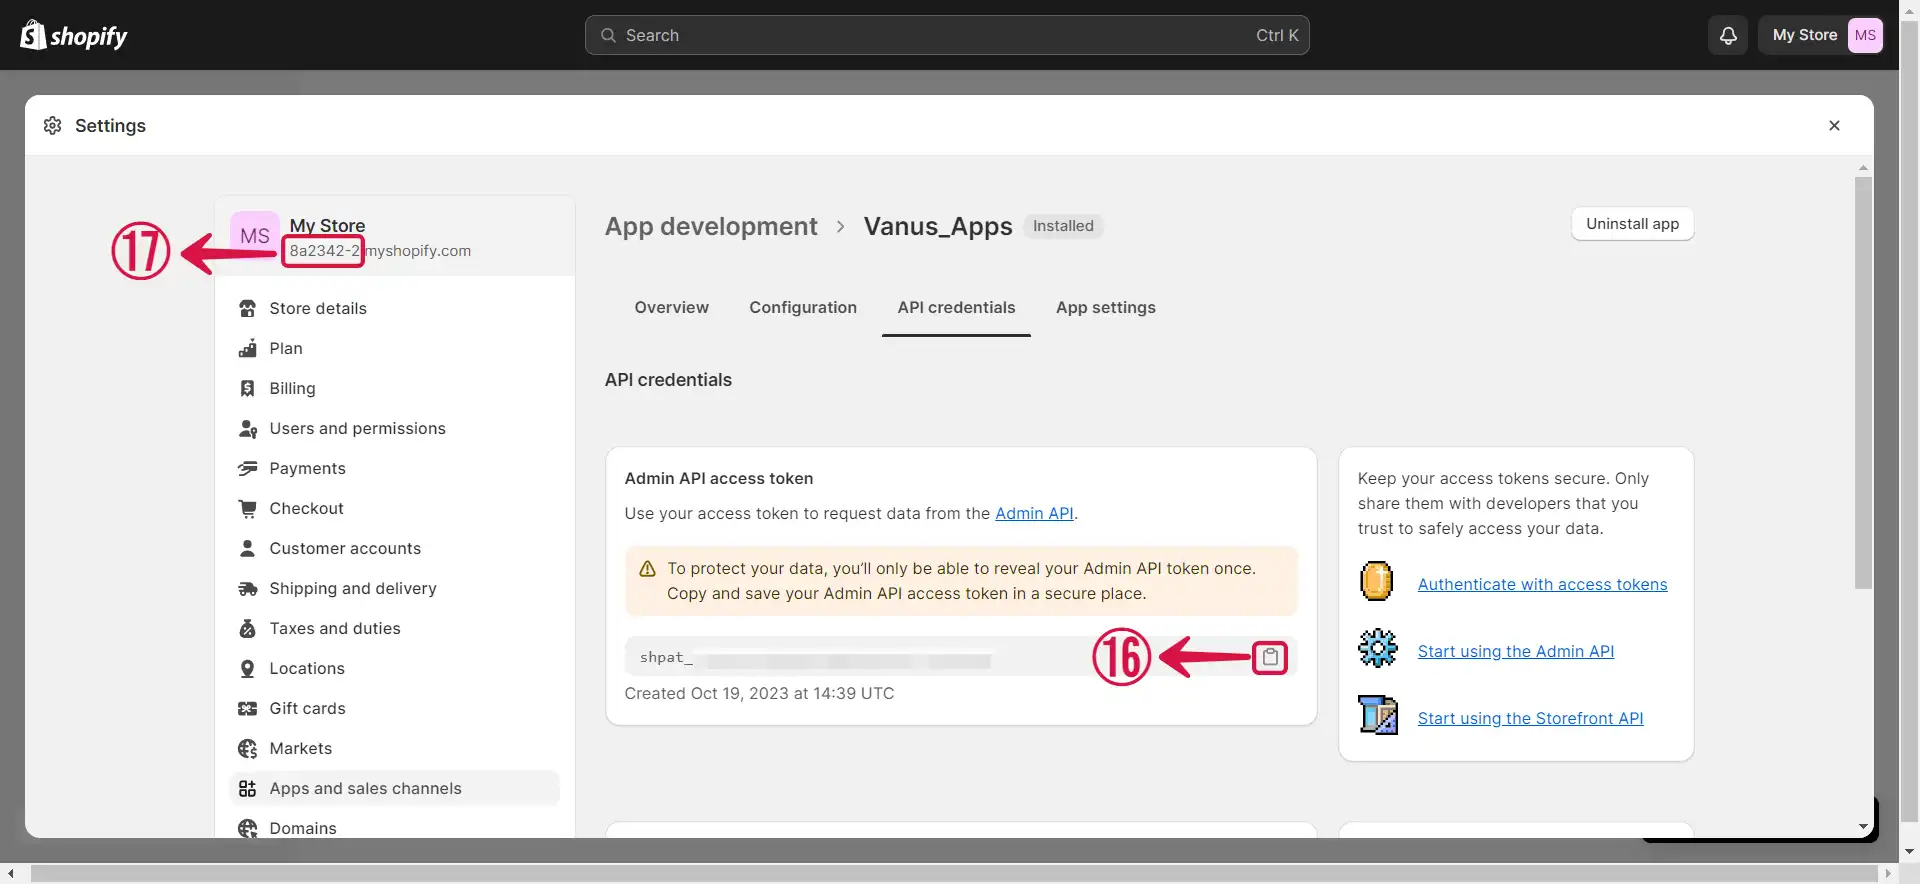 shopify
Search
Ctrl K
My Store
MS
Settings
MS
My Store
8a2342-2
myshopify.com
17
Store details
Plan
Billing
Users and permissions
Payments
Checkout
Customer accounts
Shipping and delivery
Taxes and duties
Locations
Gift cards
Markets
Apps and sales channels
Domains
App development
Vanus_Apps
Installed
Uninstall app
Overview
Configuration
API credentials
App settings
API credentials
Admin API access token
Use your access token to request data from the Admin API.
To protect your data, you’ll only be able to reveal your Admin API token once.
Copy and save your Admin API access token in a secure place.
shpat_
16
Created Oct 19, 2023 at 14:39 UTC
Keep your access tokens secure. Only
share them with developers that you
trust to safely access your data.
Authenticate with access tokens
Start using the Admin API
Start using the Storefront API